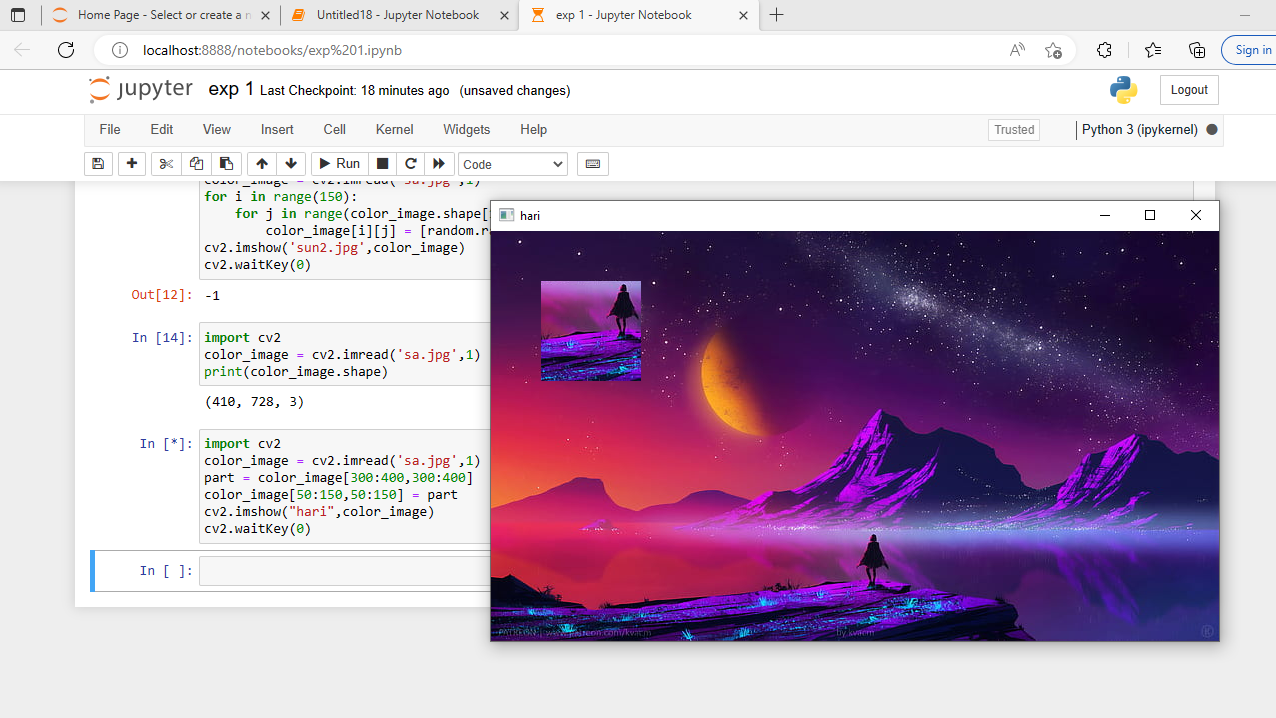 Home Page - Select or create a n
Untitled18 - Jupyter Notebook
exp 1 - Jupyter Notebook
localhost:8888/notebooks/exp%201.ipynb
Sign in
jupyter exp 1 Last Checkpoint: 18 minutes ago (unsaved changes)
Logout
File Edit View Insert Cell Kernel Widgets Help
Trusted
Python 3 (ipykernel)
Run
Code
color_image = cv2.imread('sa.jpg',1)
for i in range(150):
    for j in range(color_image.shape[
        color_image[i][j] = [random.r
cv2.imshow('sun2.jpg',color_image)
cv2.waitKey(0)
Out[12]: -1
In [14]: import cv2
color_image = cv2.imread('sa.jpg',1)
print(color_image.shape)
(410, 728, 3)
In [*]: import cv2
color_image = cv2.imread('sa.jpg',1)
part = color_image[300:400,300:400]
color_image[50:150,50:150] = part
cv2.imshow("hari",color_image)
cv2.waitKey(0)
In [ ]:
hari
PATREON | www.patreon.com/kvacm
by kvacm
K